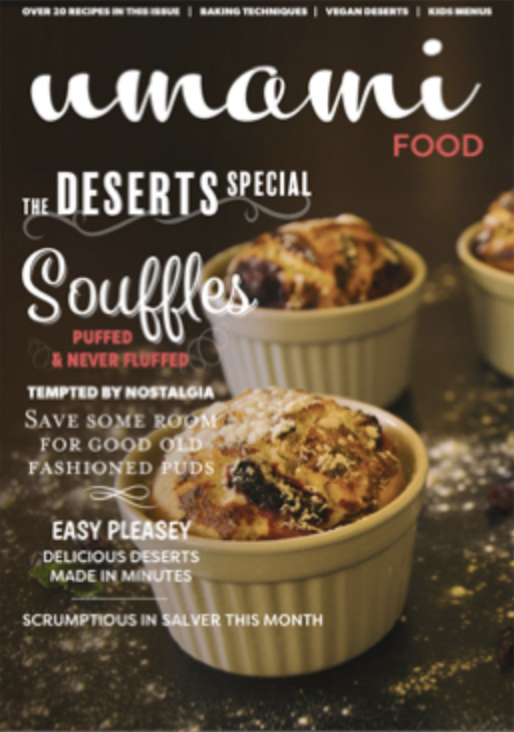 OVER 20 RECIPES IN THIS ISSUE | BAKING TECHNIQUES | VEGAN DESERTS | KIDS MENUS
umami
FOOD
THE DESERTS SPECIAL
Souffles
PUFFED
& NEVER FLUFFED
TEMPTED BY NOSTALGIA
SAVE SOME ROOM
FOR GOOD OLD
FASHIONED PUDS
EASY PLEASEY
DELICIOUS DESERTS
MADE IN MINUTES
SCRUMPTIOUS IN SALVER THIS MONTH